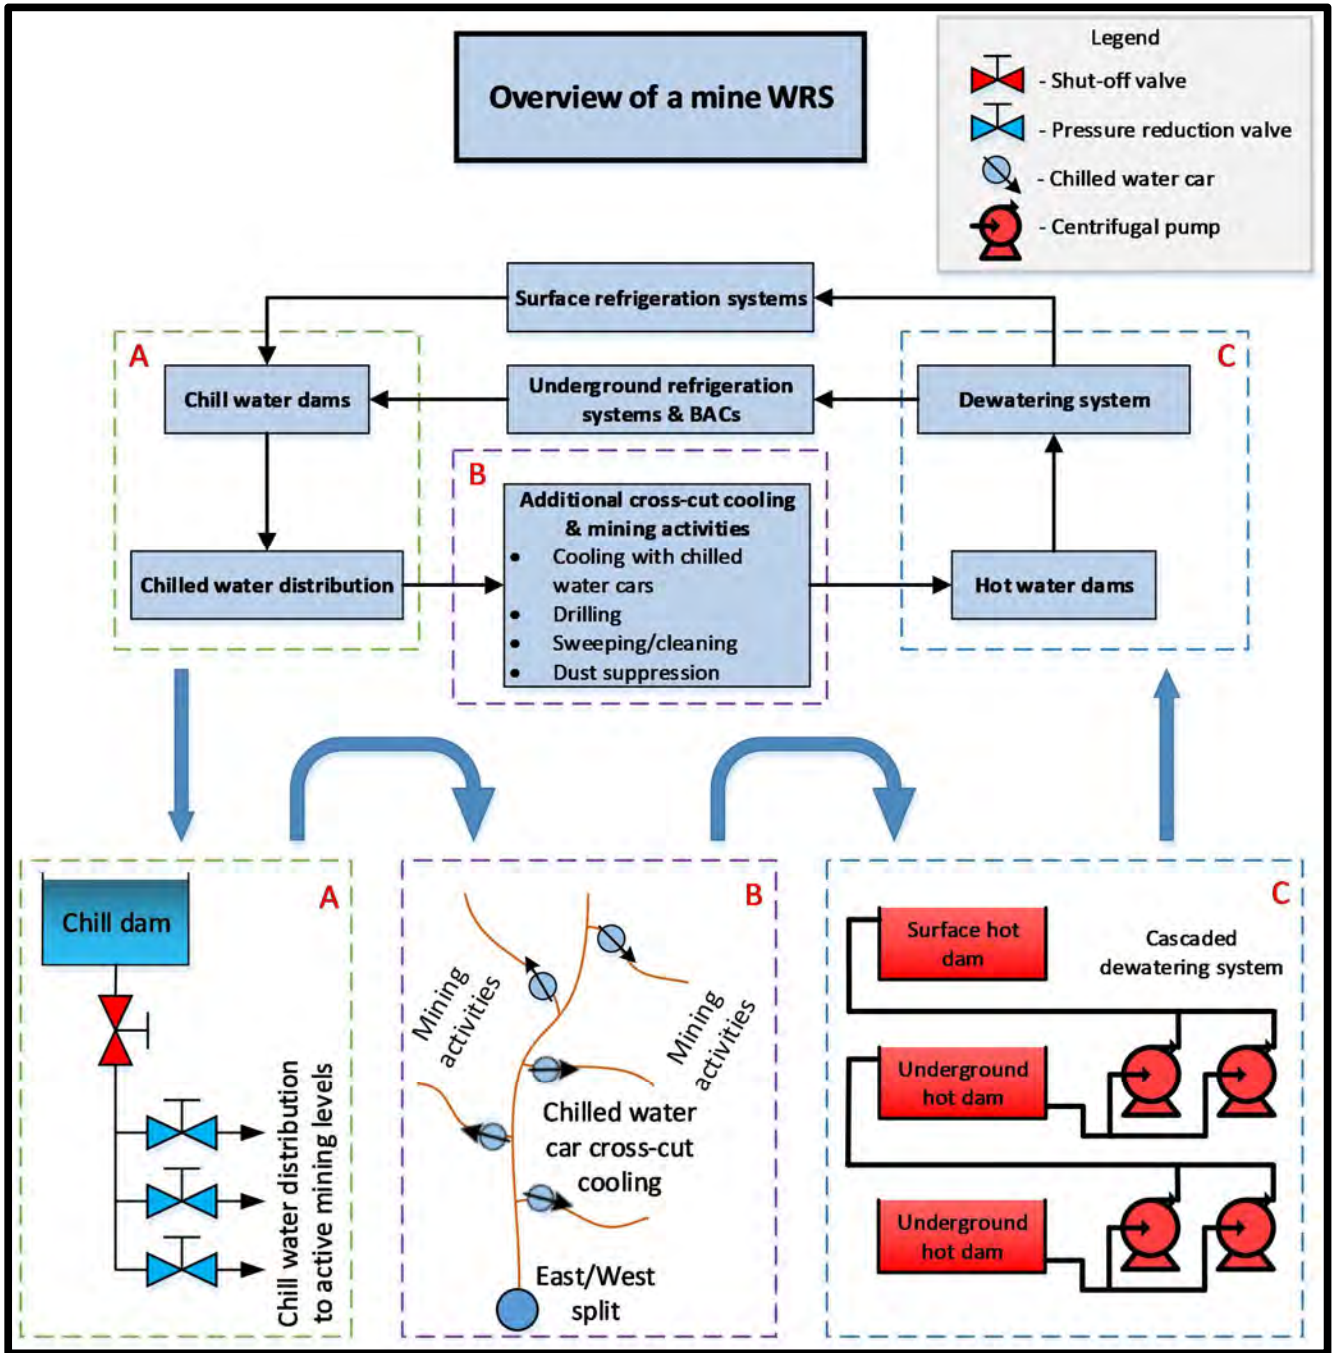 Overview of a mine WRS
Legend
- Shut-off valve
- Pressure reduction valve
- Chilled water car
- Centrifugal pump
Surface refrigeration systems
A
Chill water dams
Underground refrigeration
systems & BACs
C
Dewatering system
B
Additional cross-cut cooling
& mining activities
• Cooling with chilled
water cars
• Drilling
• Sweeping/cleaning
• Dust suppression
Chilled water distribution
Hot water dams
A
Chill dam
Chill water distribution
to active mining levels
B
Mining
activities
Mining
activities
Chilled water
car cross-cut
cooling
East/West
split
C
Surface hot
dam
Cascaded
dewatering system
Underground
hot dam
Underground
hot dam